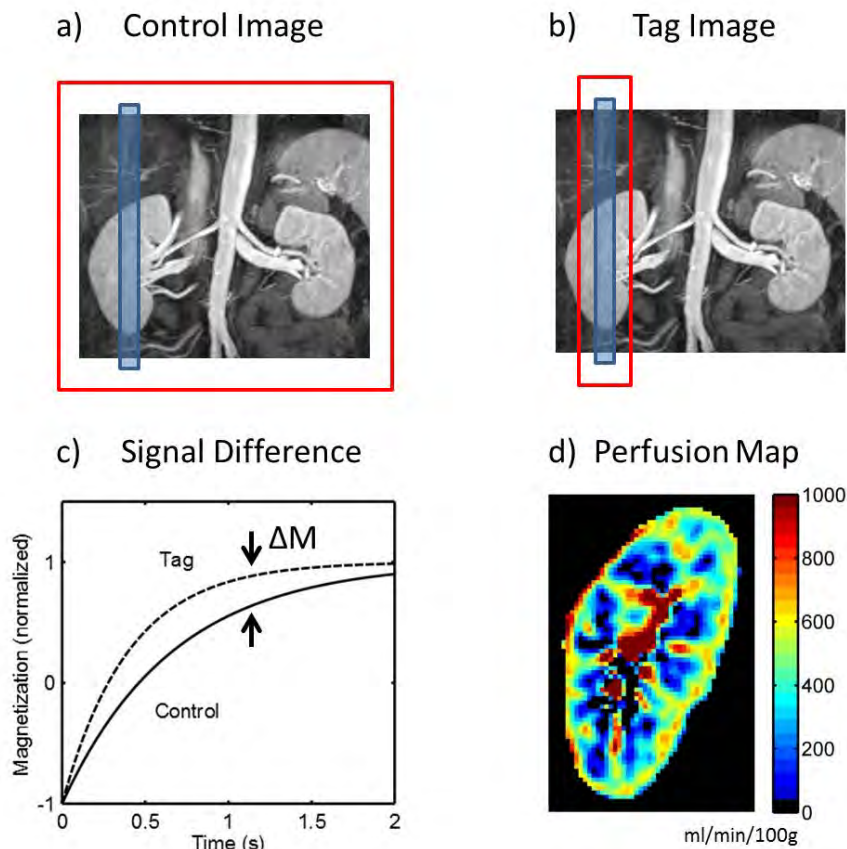 a) Control Image
b) Tag Image
c) Signal Difference
d) Perfusion Map
Magnetization (normalized)
1
0
-1
Tag
ΔM
Control
0 0.5 1 1.5 2
Time (s)
1000
800
600
400
200
0
ml/min/100g